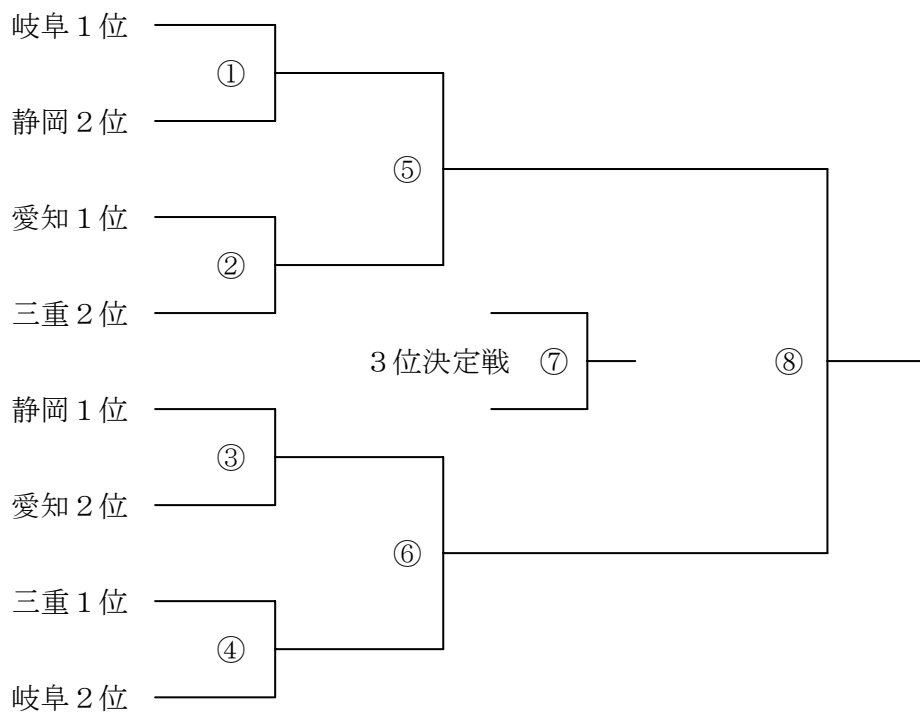 岐阜１位
①
静岡２位
⑤
愛知１位
②
三重２位
３位決定戦 ⑦
⑧
静岡１位
③
愛知２位
⑥
三重１位
④
岐阜２位